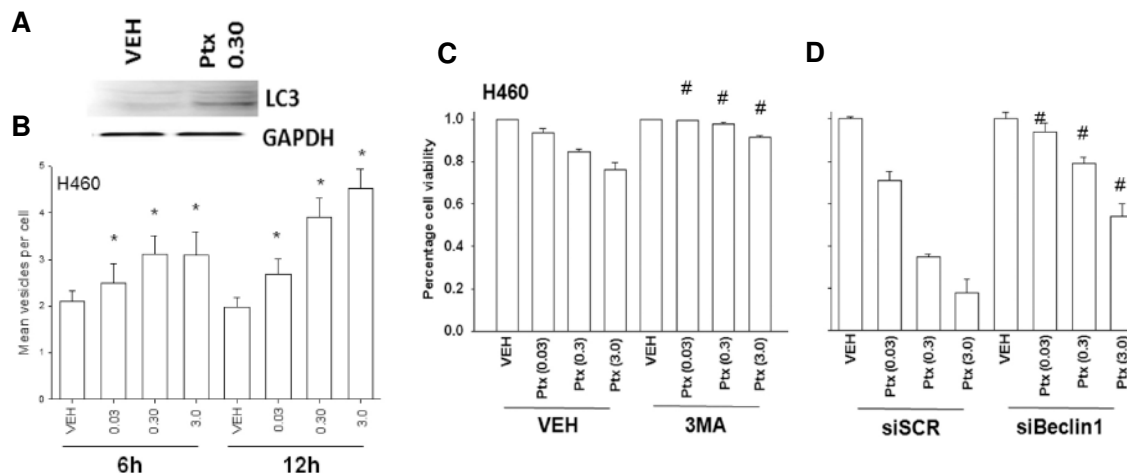 A
VEH
Ptx
0.30
LC3
GAPDH
B
H460
Mean vesicles per cell
5
4
3
2
1
0
* * * * * *
VEH 0.03 0.30 3.0 VEH 0.03 0.30 3.0
6h 12h
C
H460
Percentage cell viability
1.0
0.8
0.6
0.4
0.2
0.0
# # #
VEH Ptx (0.03) Ptx (0.3) Ptx (3.0) VEH Ptx (0.03) Ptx (0.3) Ptx (3.0)
VEH 3MA
D
# # #
VEH Ptx (0.03) Ptx (0.3) Ptx (3.0) VEH Ptx (0.03) Ptx (0.3) Ptx (3.0)
siSCR siBeclin1